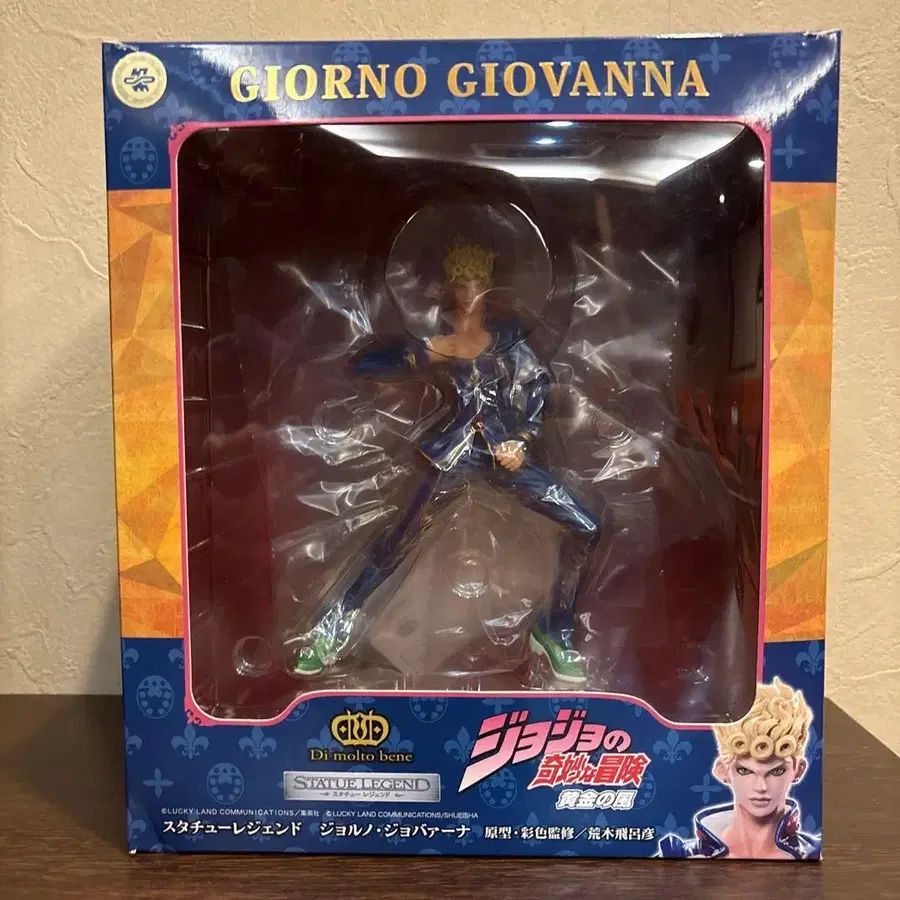 GIORNO GIOVANNA
Di molto bene
STATUE LEGEND
スタチュー レジェンド
ジョジョの
奇妙な冒険
黄金の風
©LUCKY LAND COMMUNICATIONS/集英社 ©LUCKY LAND COMMUNICATIONS/SHUEISHA
スタチューレジェンド ジョルノ・ジョバァーナ 原型・彩色監修/荒木飛呂彦